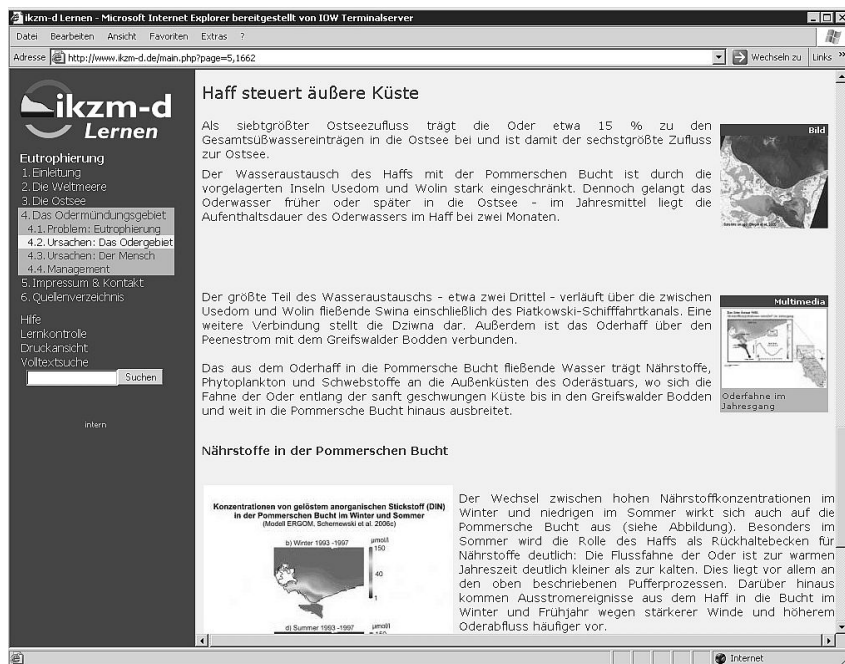 ikzm-d Lernen - Microsoft Internet Explorer bereitgestellt von IOW Terminalserver
Datei Bearbeiten Ansicht Favoriten Extras ?
Adresse http://www.ikzm-d.de/main.php?page=5,1662 Wechseln zu Links »
ikzm-d
Lernen
Eutrophierung
1. Einleitung
2. Die Weltmeere
3. Die Ostsee
4. Das Odermündungsgebiet
4.1. Problem: Eutrophierung
4.2. Ursachen: Das Odergebiet
4.3. Ursachen: Der Mensch
4.4. Management
5. Impressum & Kontakt
6. Quellenverzeichnis
Hilfe
Lernkontrolle
Druckansicht
Volltextsuche
Suchen
intern
Haff steuert äußere Küste
Als siebtgrößter Ostseezufluss trägt die Oder etwa 15 % zu den
Gesamtsüßwassereinträgen in die Ostsee bei und ist damit der sechstgrößte Zufluss
zur Ostsee.
Der Wasseraustausch des Haffs mit der Pommerschen Bucht ist durch die
vorgelagerten Inseln Usedom und Wolin stark eingeschränkt. Dennoch gelangt das
Oderwasser früher oder später in die Ostsee - im Jahresmittel liegt die
Aufenthaltsdauer des Oderwassers im Haff bei zwei Monaten.
Bild
Der größte Teil des Wasseraustauschs - etwa zwei Drittel - verläuft über die zwischen
Usedom und Wolin fließende Swina einschließlich des Piatkowski-Schifffahrtkanals. Eine
weitere Verbindung stellt die Dziwna dar. Außerdem ist das Oderhaff über den
Peenestrom mit dem Greifswalder Bodden verbunden.
Das aus dem Oderhaff in die Pommersche Bucht fließende Wasser trägt Nährstoffe,
Phytoplankton und Schwebstoffe an die Außenküsten des Oderästuars, wo sich die
Fahne der Oder entlang der sanft geschwungen Küste bis in den Greifswalder Bodden
und weit in die Pommersche Bucht hinaus ausbreitet.
Multimedia
Oderfahne im
Jahresgang
Nährstoffe in der Pommerschen Bucht
Konzentrationen von gelöstem anorganischen Stickstoff (DIN)
in der Pommerschen Bucht im Winter und Sommer
(Modell ERGOM, Schernewski et al. 2006c)
b) Winter 1993 -1997 µmol/l
150
40
1
d) Summer 1993 -1997 µmol/l
150
Der Wechsel zwischen hohen Nährstoffkonzentrationen im
Winter und niedrigen im Sommer wirkt sich auch auf die
Pommersche Bucht aus (siehe Abbildung). Besonders im
Sommer wird die Rolle des Haffs als Rückhaltebecken für
Nährstoffe deutlich: Die Flussfahne der Oder ist zur warmen
Jahreszeit deutlich kleiner als zur kalten. Dies liegt vor allem an
den oben beschriebenen Pufferprozessen. Darüber hinaus
kommen Ausstromereignisse aus dem Haff in die Bucht im
Winter und Frühjahr wegen stärkerer Winde und höherem
Oderabfluss häufiger vor.
Internet